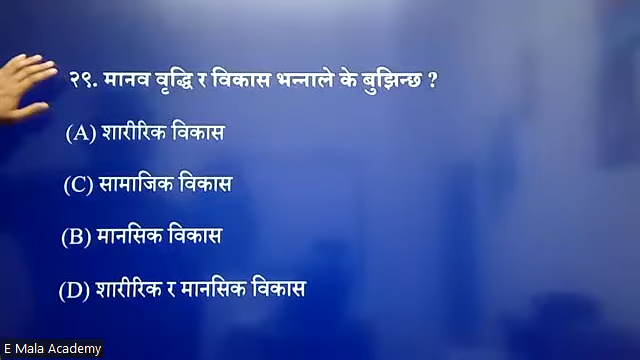 २९. मानव वृद्धि र विकास भन्नाले के बुझिन्छ ?
(A) शारीरिक विकास
(C) सामाजिक विकास
(B) मानसिक विकास
(D) शारीरिक र मानसिक विकास
E Mala Academy